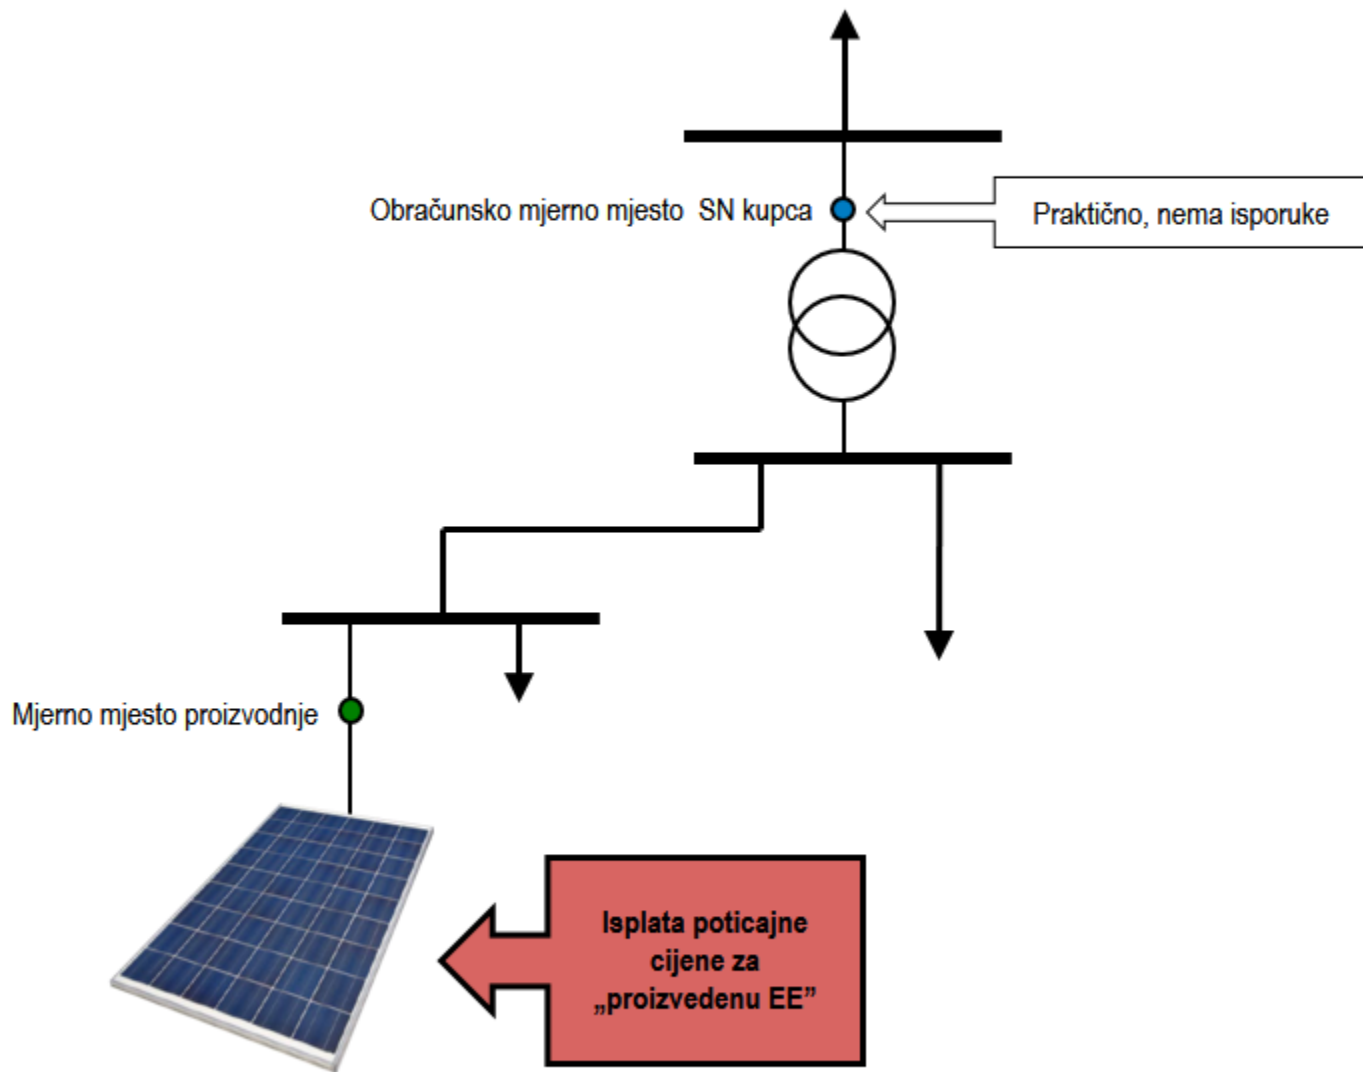 Obračunsko mjerno mjesto SN kupca
Praktično, nema isporuke
Mjerno mjesto proizvodnje
Isplata poticajne
cijene za
„proizvedenu EE”